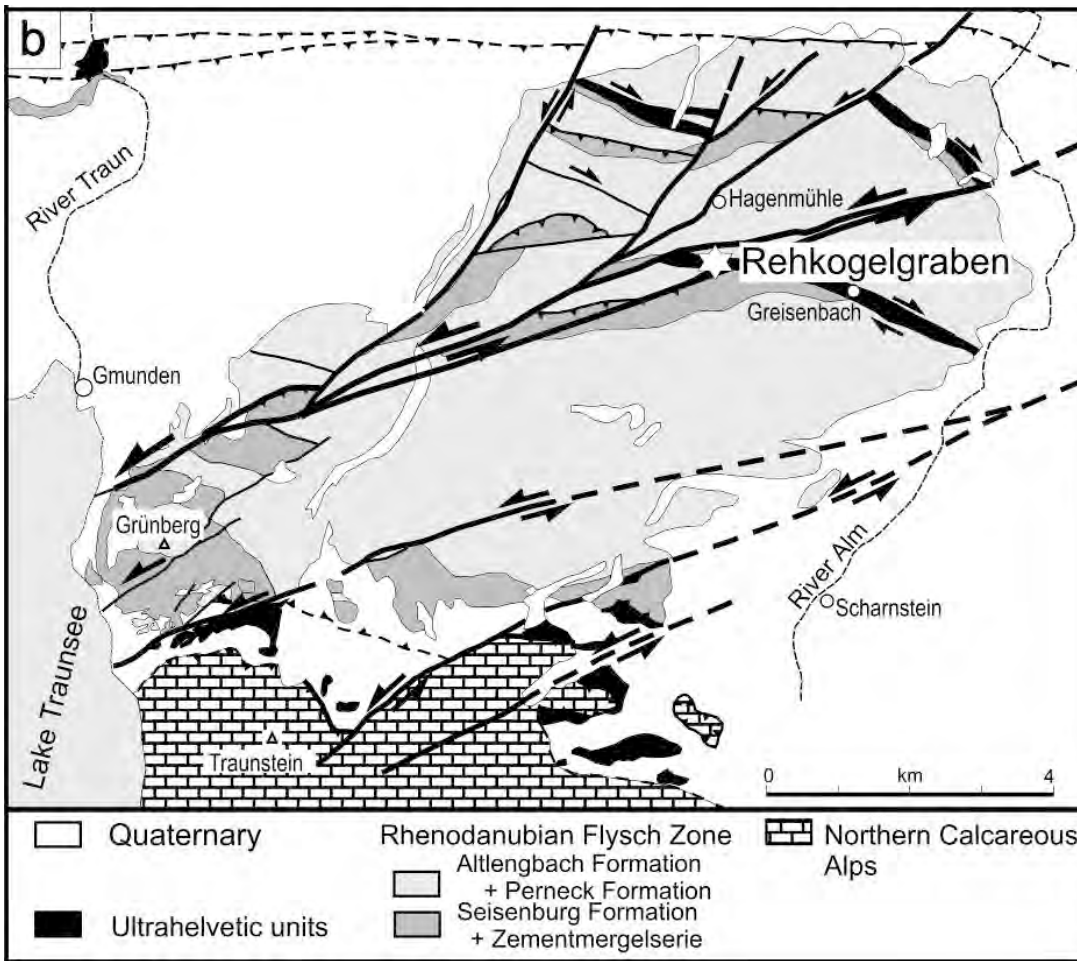 b
River Traun
Hagenmühle
Rehkogelgraben
Greisenbach
Gmunden
Grünberg
River Alm
Scharnstein
Lake Traunsee
Traunstein
0 km 4
Quaternary
Ultrahelvetic units
Rhenodanubian Flysch Zone
Altlengbach Formation
+ Perneck Formation
Seisenburg Formation
+ Zementmergelserie
Northern Calcareous
Alps